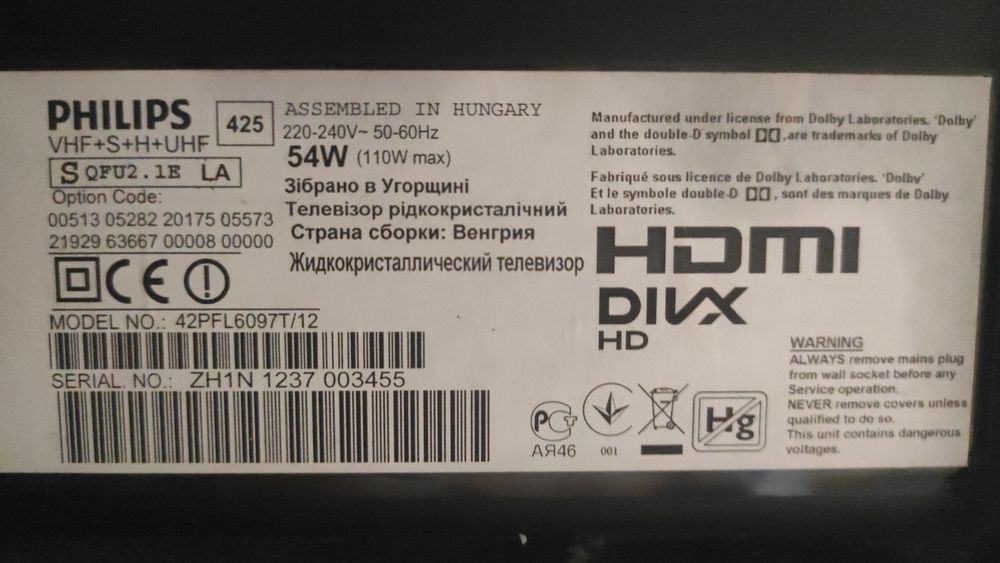 PHILIPS
VHF+S+H+UHF
425
S QFU2.1E LA
Option Code:
00513 05282 20175 05573
21929 63667 00008 00000
CE
MODEL NO.: 42PFL6097T/12
SERIAL. NO.: ZH1N 1237 003455
ASSEMBLED IN HUNGARY
220-240V~ 50-60Hz
54W (110W max)
Зібрано в Угорщині
Телевізор рідкокристалічний
Страна сборки: Венгрия
Жидкокристаллический телевизор
Manufactured under license from Dolby Laboratories. 'Dolby'
and the double-D symbol ,are trademarks of Dolby
Laboratories.
Fabriqué sous licence de Dolby Laboratories. 'Dolby'
Et le symbole double-D , sont des marques de Dolby
Laboratories.
HDMI
DIVX
HD
РСТ
АЯ46
001
Hg
WARNING
ALWAYS remove mains plug
from wall socket before any
Service operation.
NEVER remove covers unless
qualified to do so.
This unit contains dangerous
voltages.